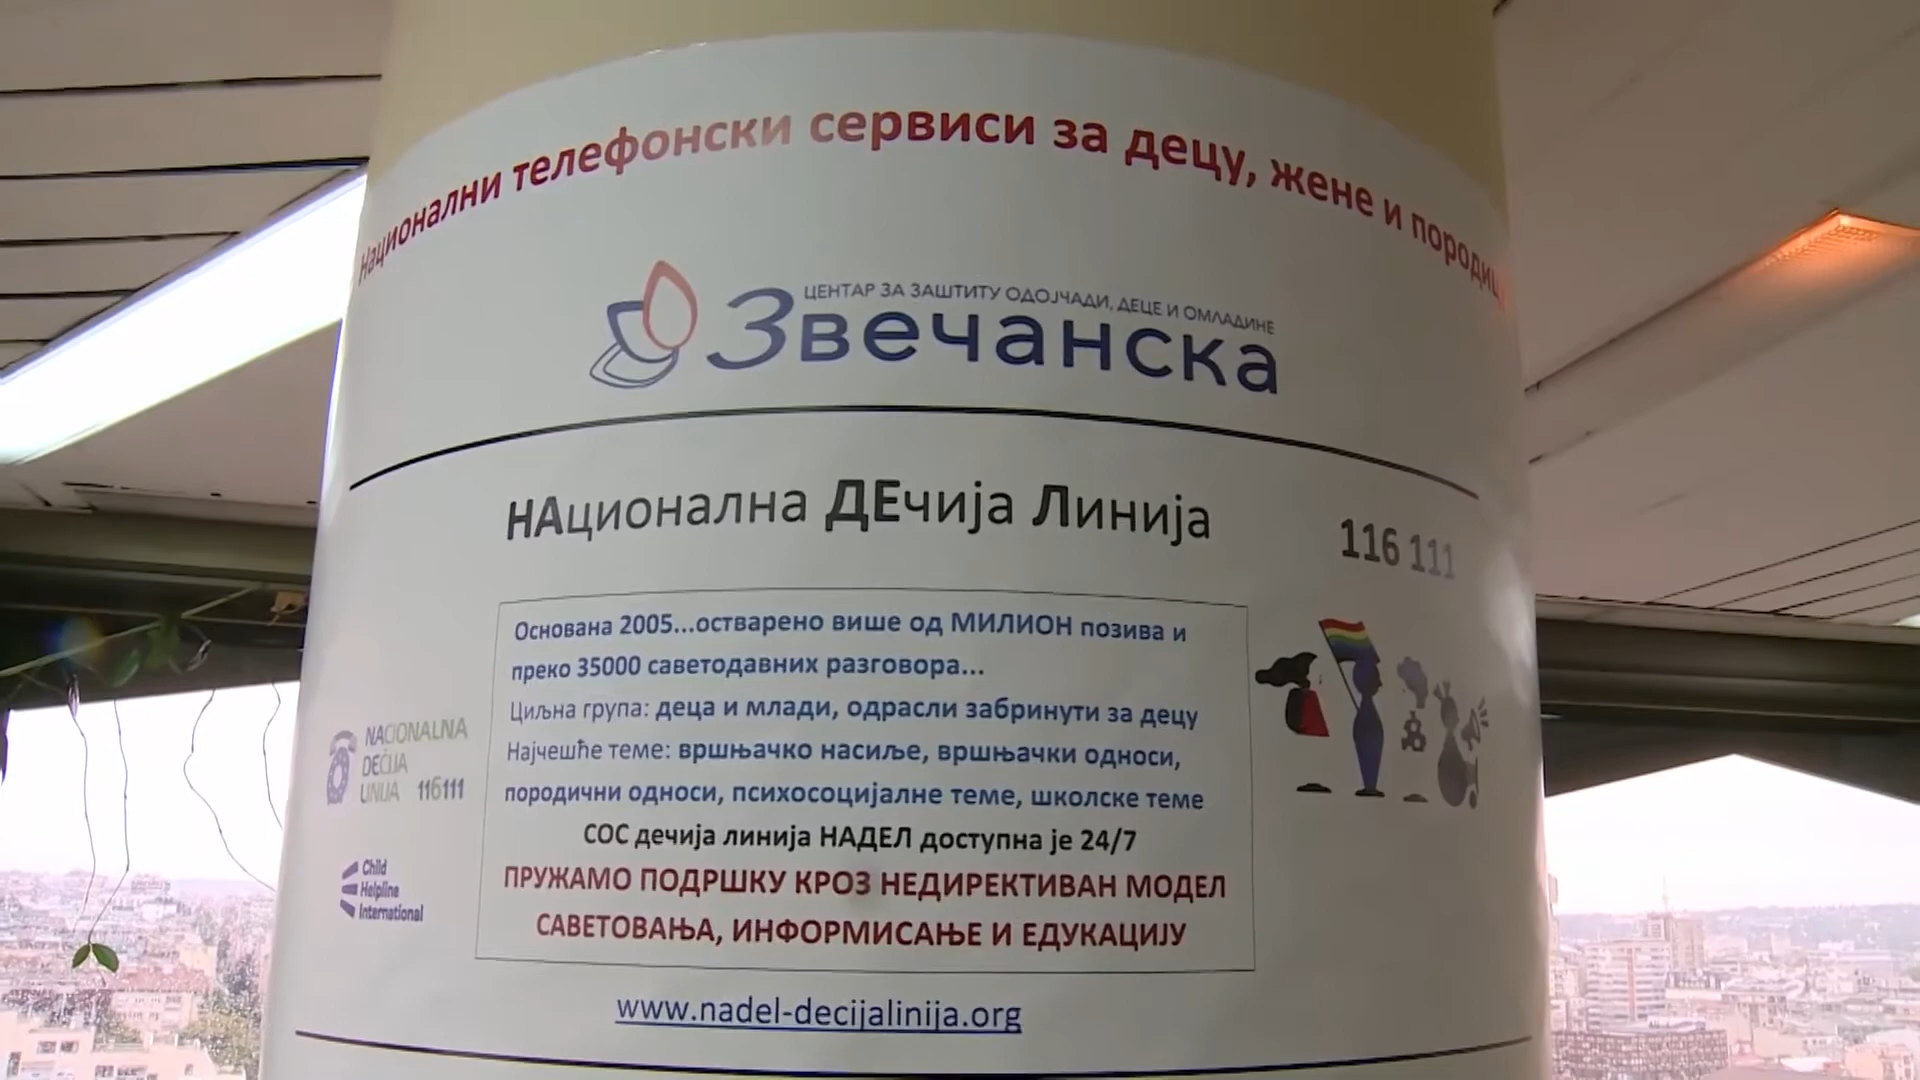 Национални телефонски сервиси за децу, жене и
ЦЕНТАР ЗА ЗАШТИТУ ОДОЈЧАДИ, ДЕЦЕ И ОМЛАДИНЕ
Звечанска
НАционална ДЕчија Линија
116 111
Основана 2005...остварено више од МИЛИОН позива и
преко 35000 саветодавних разговора...
Циљна група: деца и млади, одрасли забринути за децу
Најчешће теме: вршњачко насиље, вршњачки односи,
породични односи, психосоцијалне теме, школске теме
СОС дечија линија НАДЕЛ доступна је 24/7
ПРУЖАМО ПОДРШКУ КРОЗ НЕДИРЕКТИВАН МОДЕЛ
САВЕТОВАЊА, ИНФОРМИСАЊЕ И ЕДУКАЦИЈУ
NACIONALNA
DEČIJA
LINIJA 116111
Child
Helpline
International
www.nadel-decijalinija.org